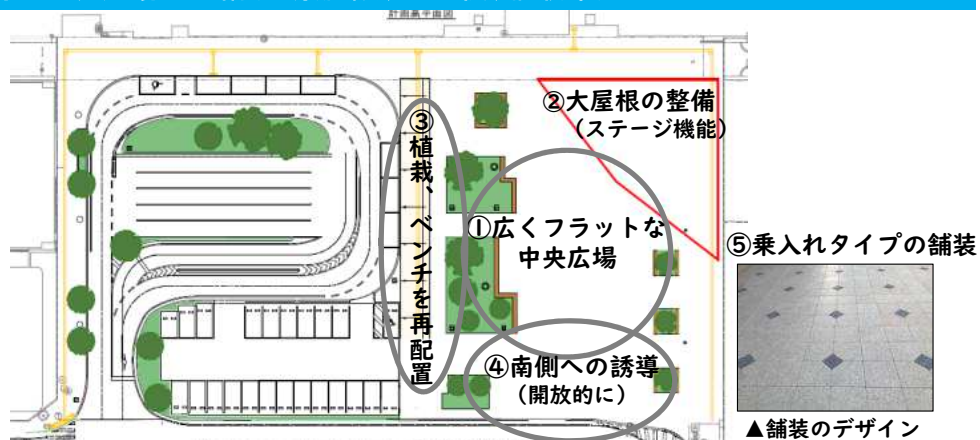 計画高平面図
②大屋根の整備
(ステージ機能)
③植栽、ベンチを再配置
①広くフラットな
中央広場
⑤乗入れタイプの舗装
④南側への誘導
(開放的に)
▲舗装のデザイン